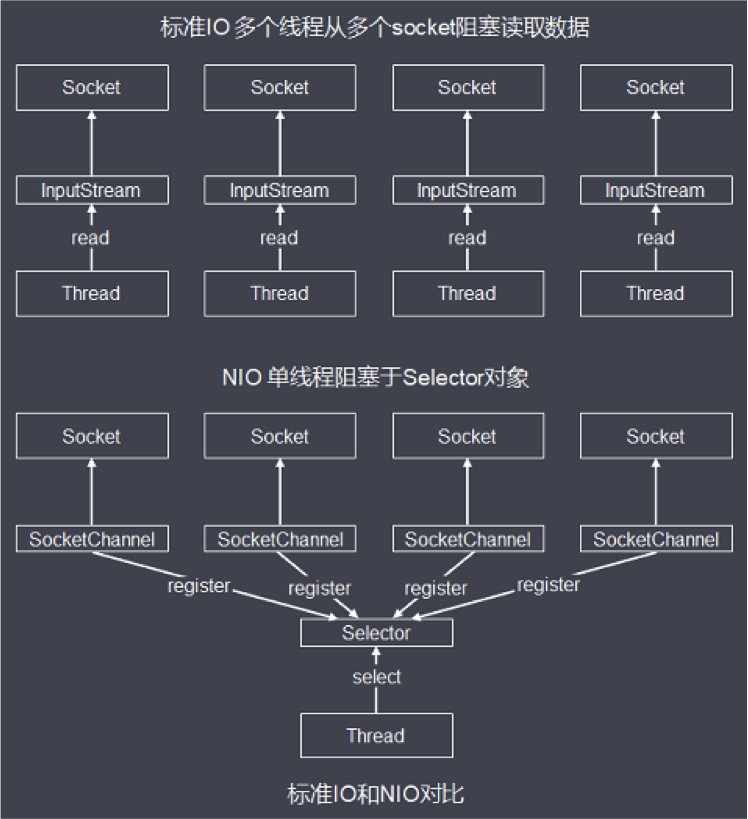 标准IO 多个线程从多个socket阻塞读取数据
Socket Socket Socket Socket
InputStream InputStream InputStream InputStream
read read read read
Thread Thread Thread Thread
NIO 单线程阻塞于Selector对象
Socket Socket Socket Socket
SocketChannel SocketChannel SocketChannel SocketChannel
register register register register
Selector
select
Thread
标准IO和NIO对比